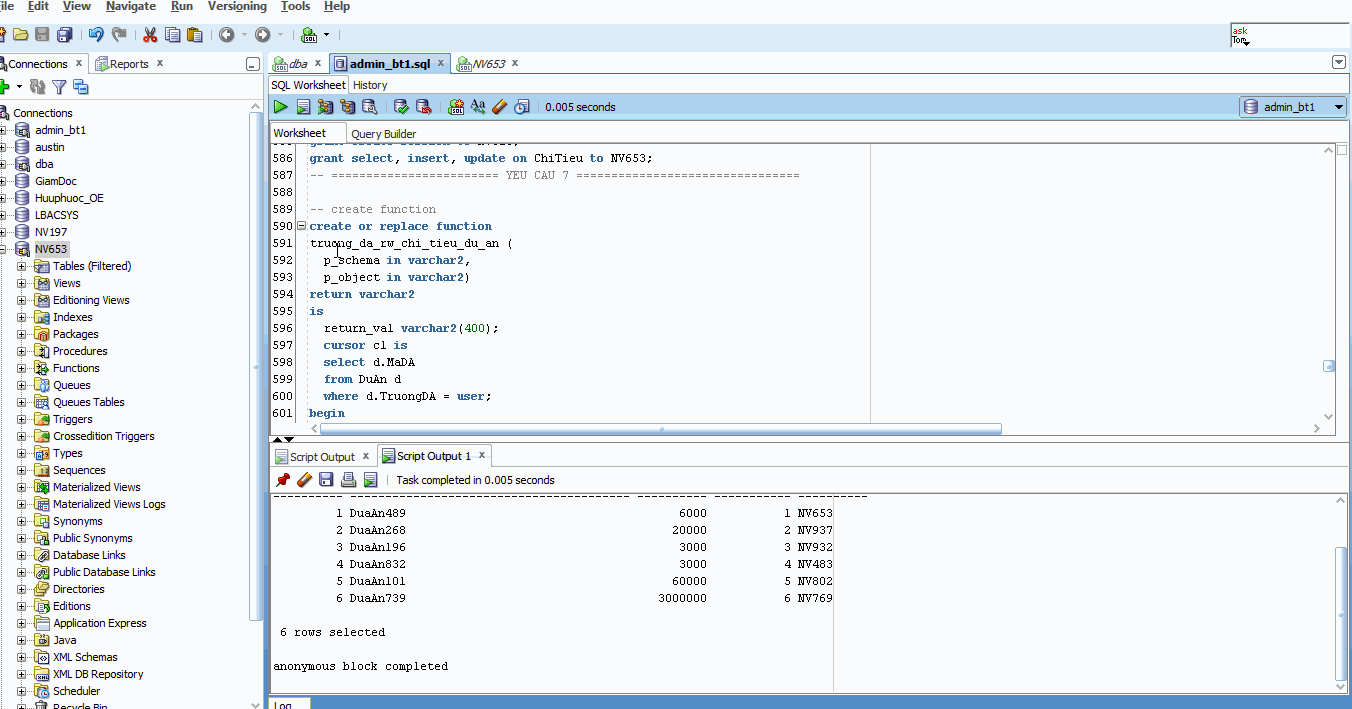 ile Edit View Navigate Run Versioning Tools Help
ask
Tom
Connections x Reports x
Connections
admin_bt1
austin
dba
GiamDoc
Huuphuoc_OE
LBACSYS
NV197
NV653
Tables (Filtered)
Views
Editioning Views
Indexes
Packages
Procedures
Functions
Queues
Queues Tables
Triggers
Crossedition Triggers
Types
Sequences
Materialized Views
Materialized Views Logs
Synonyms
Public Synonyms
Database Links
Public Database Links
Directories
Editions
Application Express
Java
XML Schemas
XML DB Repository
Scheduler
Recycle Bin
dba x admin_bt1.sql x NV653 x
SQL Worksheet History
0.005 seconds admin_bt1
Worksheet Query Builder
586 grant select, insert, update on ChiTieu to NV653;
587 -- ======================== YEU CAU 7 ================================
588
589 -- create function
590 create or replace function
591 truong_da_rw_chi_tieu_du_an (
592 p_schema in varchar2,
593 p_object in varchar2)
594 return varchar2
595 is
596 return_val varchar2(400);
597 cursor c1 is
598 select d.MaDA
599 from DuAn d
600 where d.TruongDA = user;
601 begin
Script Output x Script Output 1 x
Task completed in 0.005 seconds
1 DuaAn489 6000 1 NV653
2 DuaAn268 20000 2 NV937
3 DuaAn196 3000 3 NV932
4 DuaAn832 3000 4 NV483
5 DuaAn101 60000 5 NV802
6 DuaAn739 3000000 6 NV769
6 rows selected
anonymous block completed
Log